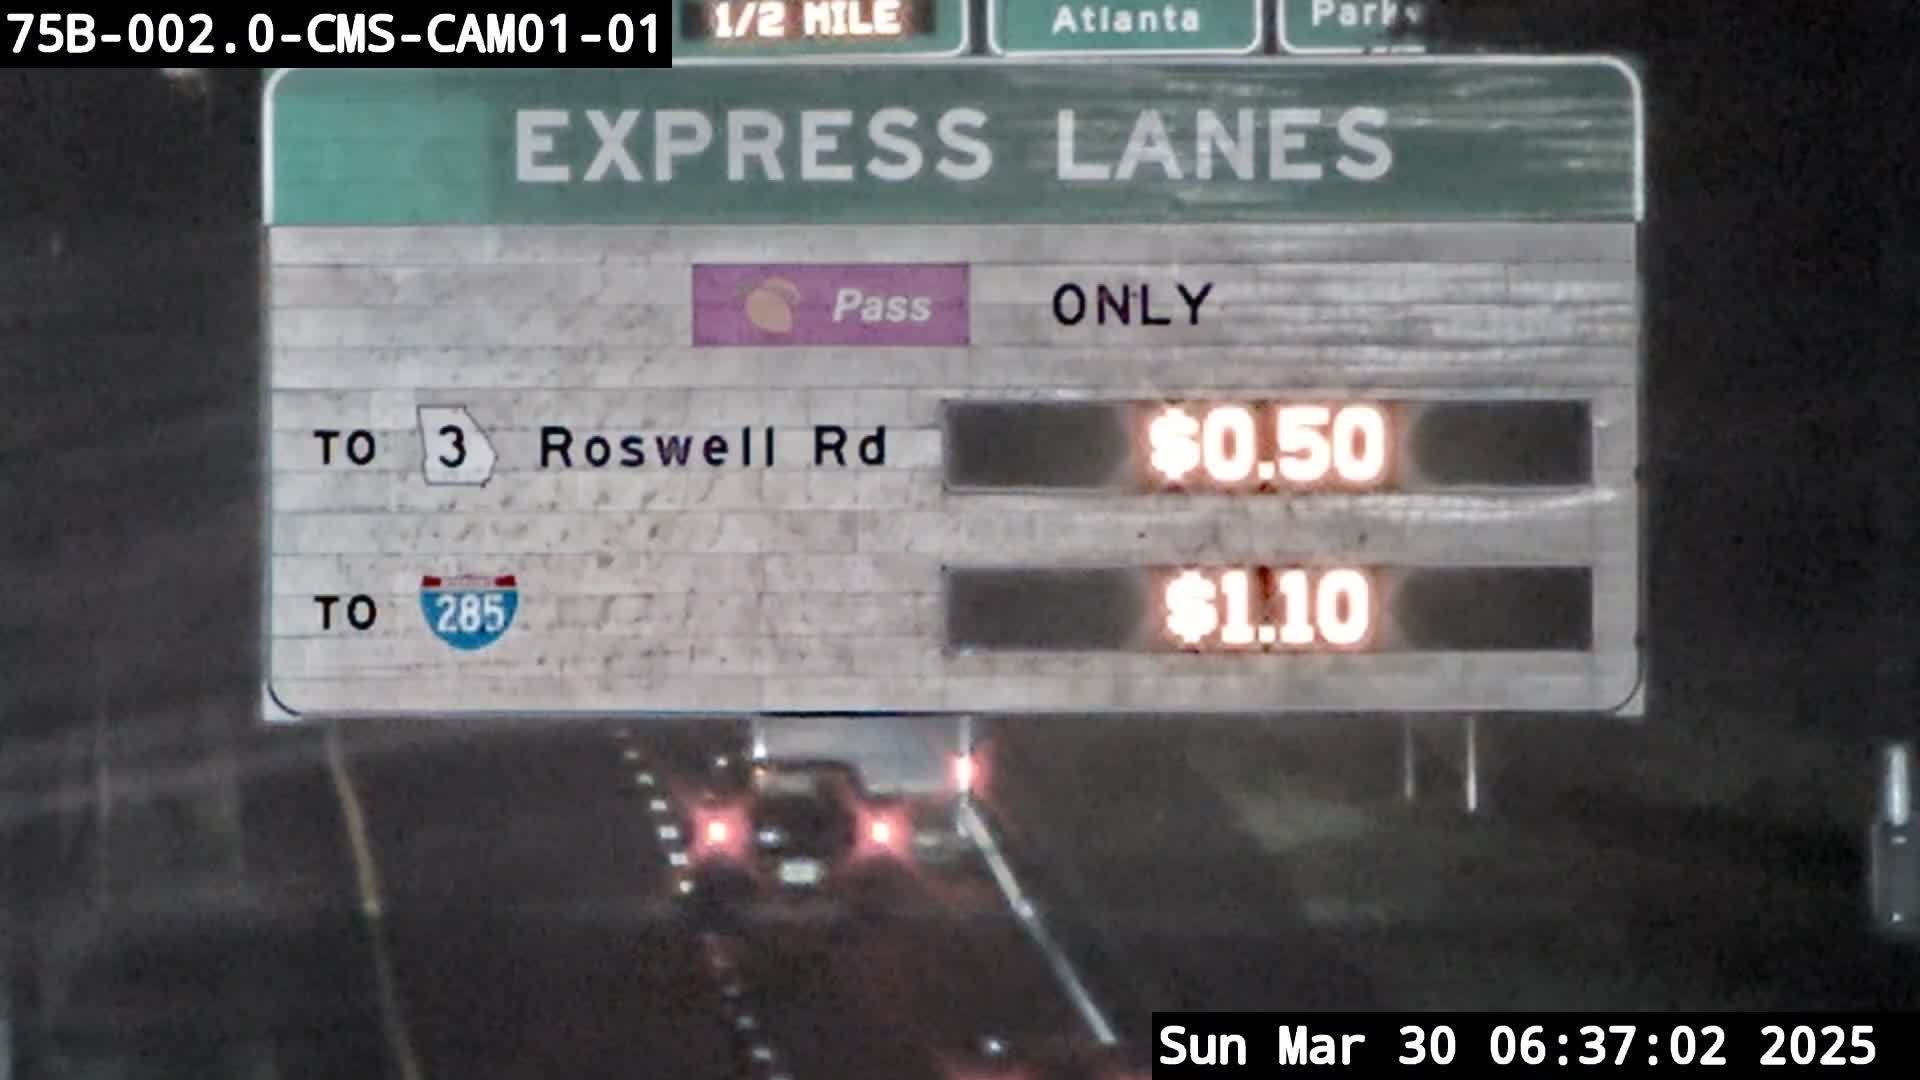 75B-002.0-CMS-CAM01-01
1/2 MILE
Atlanta
EXPRESS LANES
Pass ONLY
TO 3 Roswell Rd $0.50
TO 285 $1.10
Sun Mar 30 06:37:02 2025